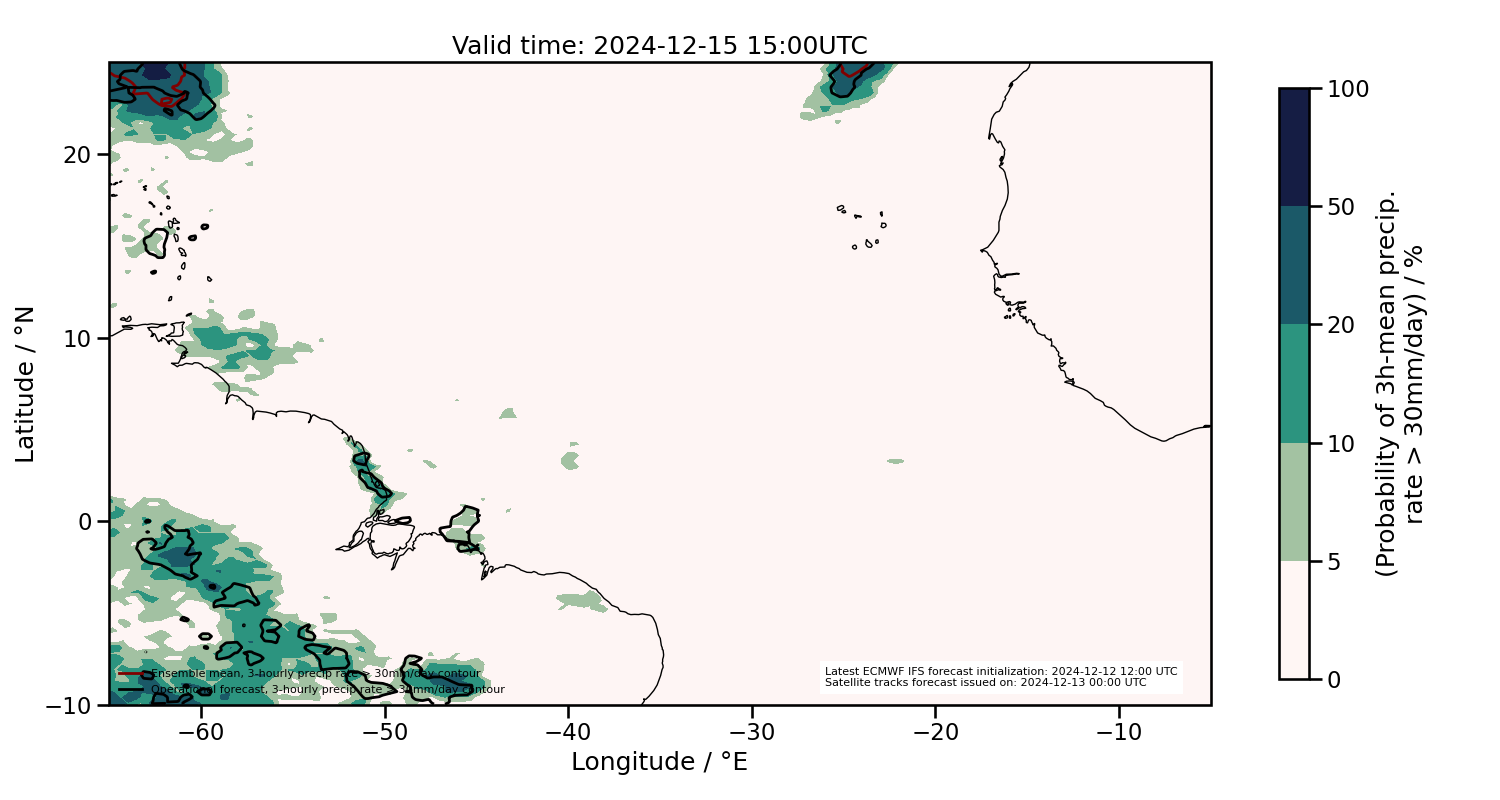 Valid time: 2024-12-15 15:00UTC
Latitude / °N
20
10
0
−10
−60
−50
−40
−30
−20
−10
Longitude / °E
Ensemble mean, 3-hourly precip rate > 30mm/day contour
Operational forecast, 3-hourly precip rate > 30mm/day contour
Latest ECMWF IFS forecast initialization: 2024-12-12 12:00 UTC
Satellite tracks forecast issued on: 2024-12-13 00:00 UTC
100
50
20
10
5
0
(Probability of 3h-mean precip.
rate > 30mm/day) / %